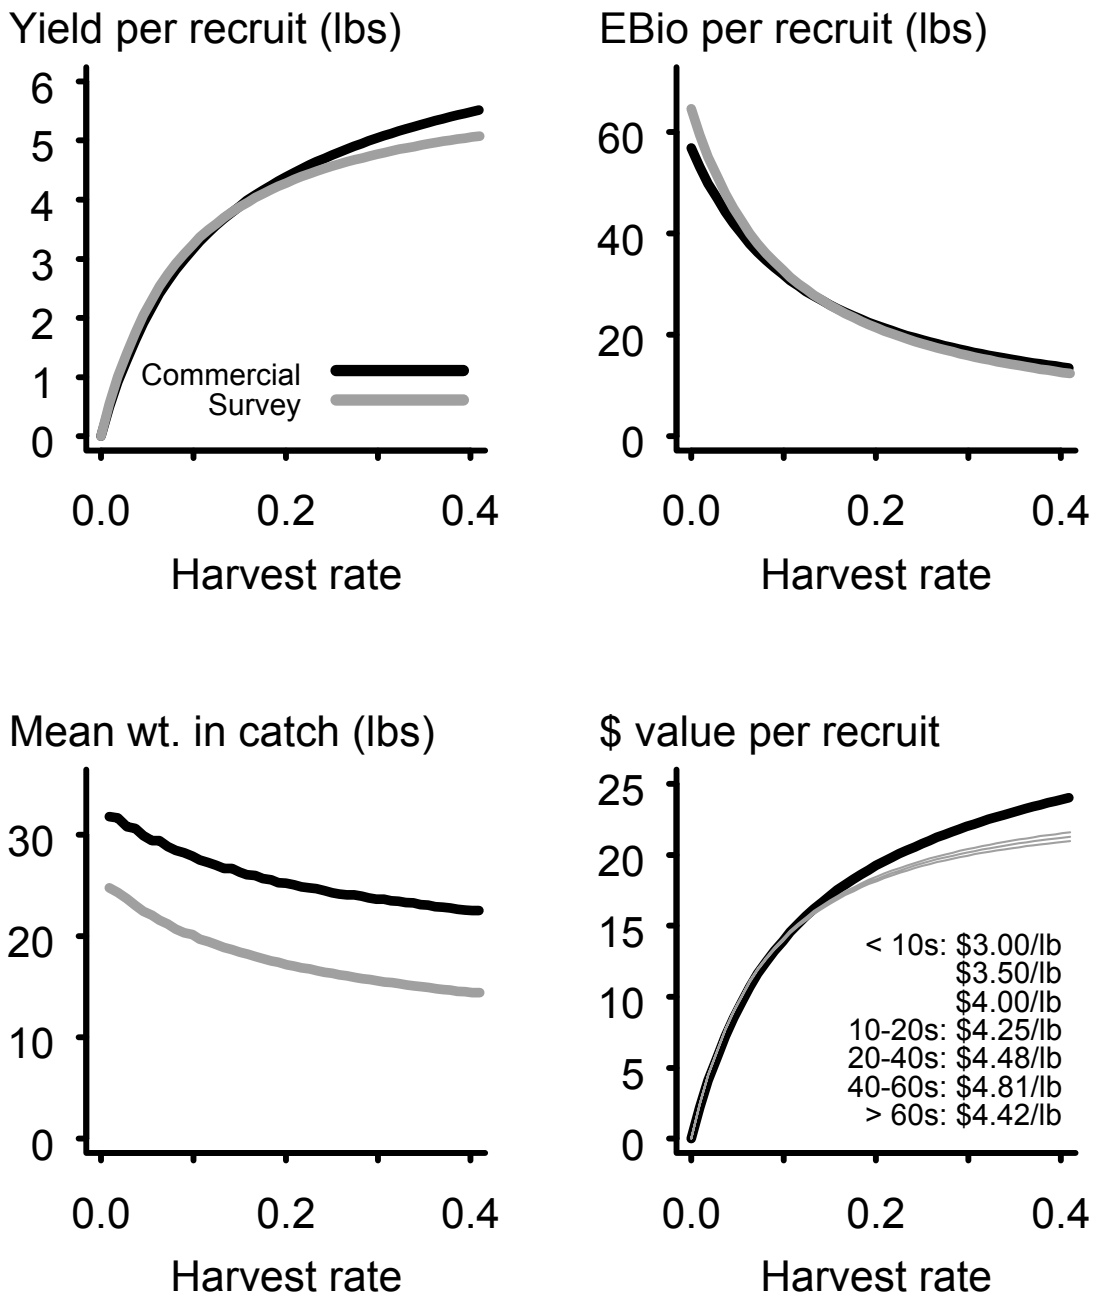 Yield per recruit (lbs)
6
5
4
3
2
1
0
Commercial
Survey
0.0 0.2 0.4
Harvest rate
EBio per recruit (lbs)
60
40
20
0
0.0 0.2 0.4
Harvest rate
Mean wt. in catch (lbs)
30
20
10
0
0.0 0.2 0.4
Harvest rate
$ value per recruit
25
20
15
10
5
0
< 10s: $3.00/lb
$3.50/lb
$4.00/lb
10-20s: $4.25/lb
20-40s: $4.48/lb
40-60s: $4.81/lb
> 60s: $4.42/lb
0.0 0.2 0.4
Harvest rate